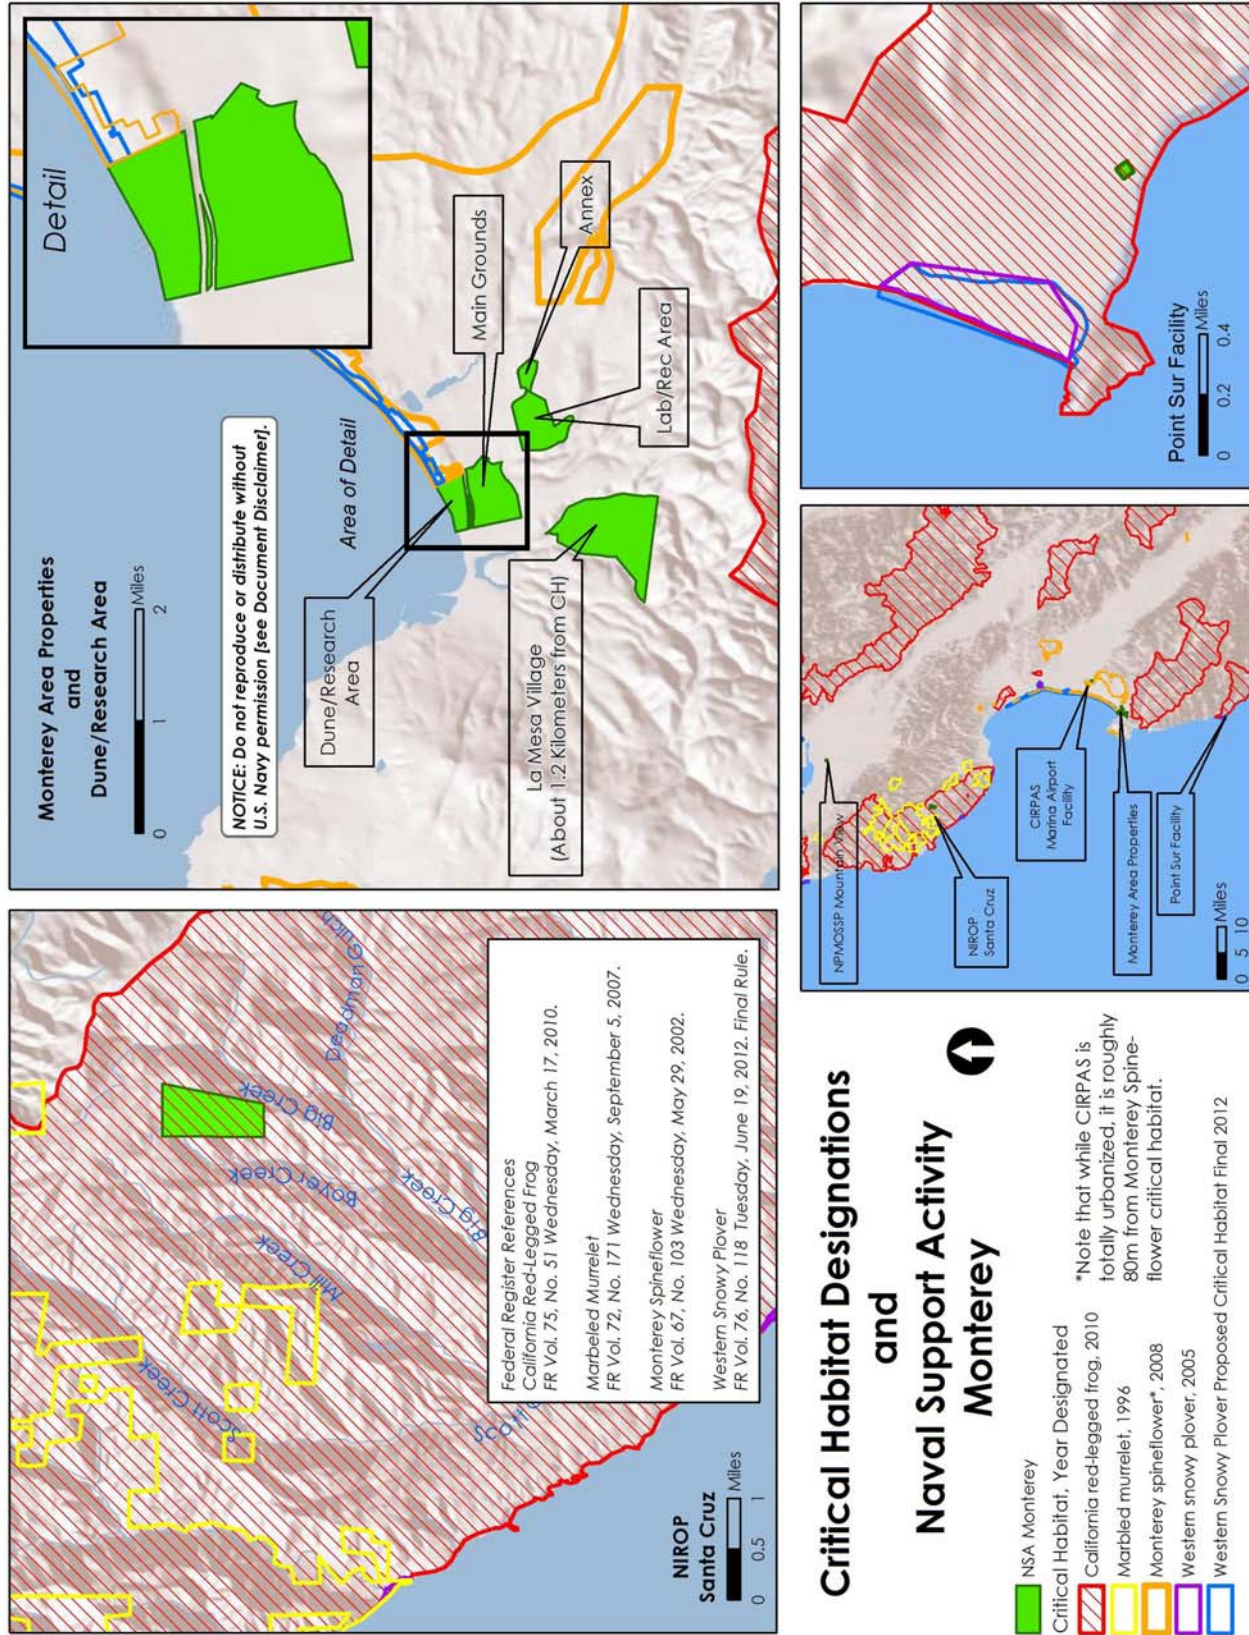 Deadman Gulch
Big Creek
Boyer Creek
Big Creek
Mill Creek
Scott Creek
Federal Register References
California Red-Legged Frog
FR Vol. 75, No. 51 Wednesday, March 17, 2010.
Marbeled Murrelet
FR Vol. 72, No. 171 Wednesday, September 5, 2007.
Monterey Spineflower
FR Vol. 67, No. 103 Wednesday, May 29, 2002.
Western Snowy Plover
FR Vol. 76, No. 118 Tuesday, June 19, 2012. Final Rule.
NIROP
Santa Cruz
Miles
0 0.5 1
Monterey Area Properties
and
Dune/Research Area
Miles
0 1 2
NOTICE: Do not reproduce or distribute without
U.S. Navy permission [see Document Disclaimer].
Detail
Area of Detail
Dune/Research
Area
Main Grounds
Annex
Lab/Rec Area
La Mesa Village
(About 1.2 Kilometers from CH)
Critical Habitat Designations
and
Naval Support Activity
Monterey
NSA Monterey
Critical Habitat, Year Designated
California red-legged frog, 2010
Marbled murrelet, 1996
Monterey spineflower*, 2008
Western snowy plover, 2005
Western Snowy Plover Proposed Critical Habitat Final 2012
*Note that while CIRPAS is
totally urbanized, it is roughly
80m from Monterey Spine-
flower critical habitat.
NPMOSSP Mountain View
NIROP
Santa Cruz
CIRPAS
Marina Airport
Facility
Monterey Area Properties
Point Sur Facility
Miles
0 5 10
Point Sur Facility
Miles
0 0.2 0.4